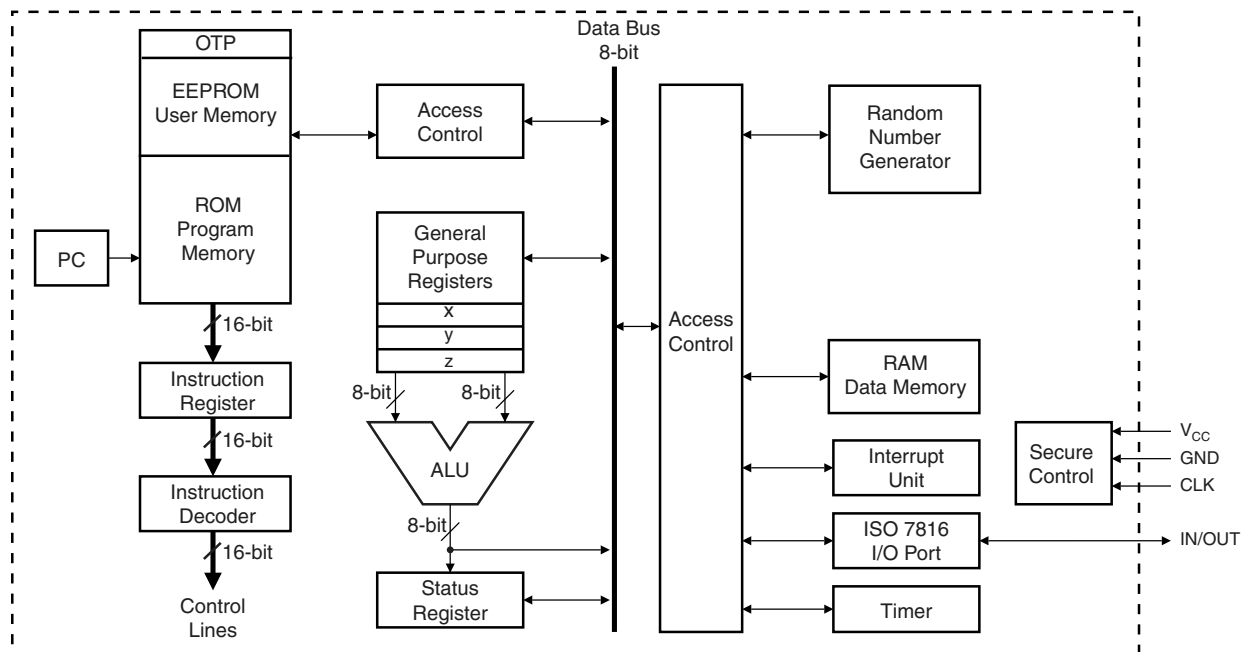 Data Bus
8-bit
OTP
EEPROM
User Memory
ROM
Program
Memory
PC
16-bit
Instruction
Register
16-bit
Instruction
Decoder
16-bit
Control
Lines
Access
Control
General
Purpose
Registers
x
y
z
8-bit
8-bit
ALU
8-bit
Status
Register
Access
Control
Random
Number
Generator
RAM
Data Memory
Interrupt
Unit
ISO 7816
I/O Port
Timer
Secure
Control
VCC
GND
CLK
IN/OUT